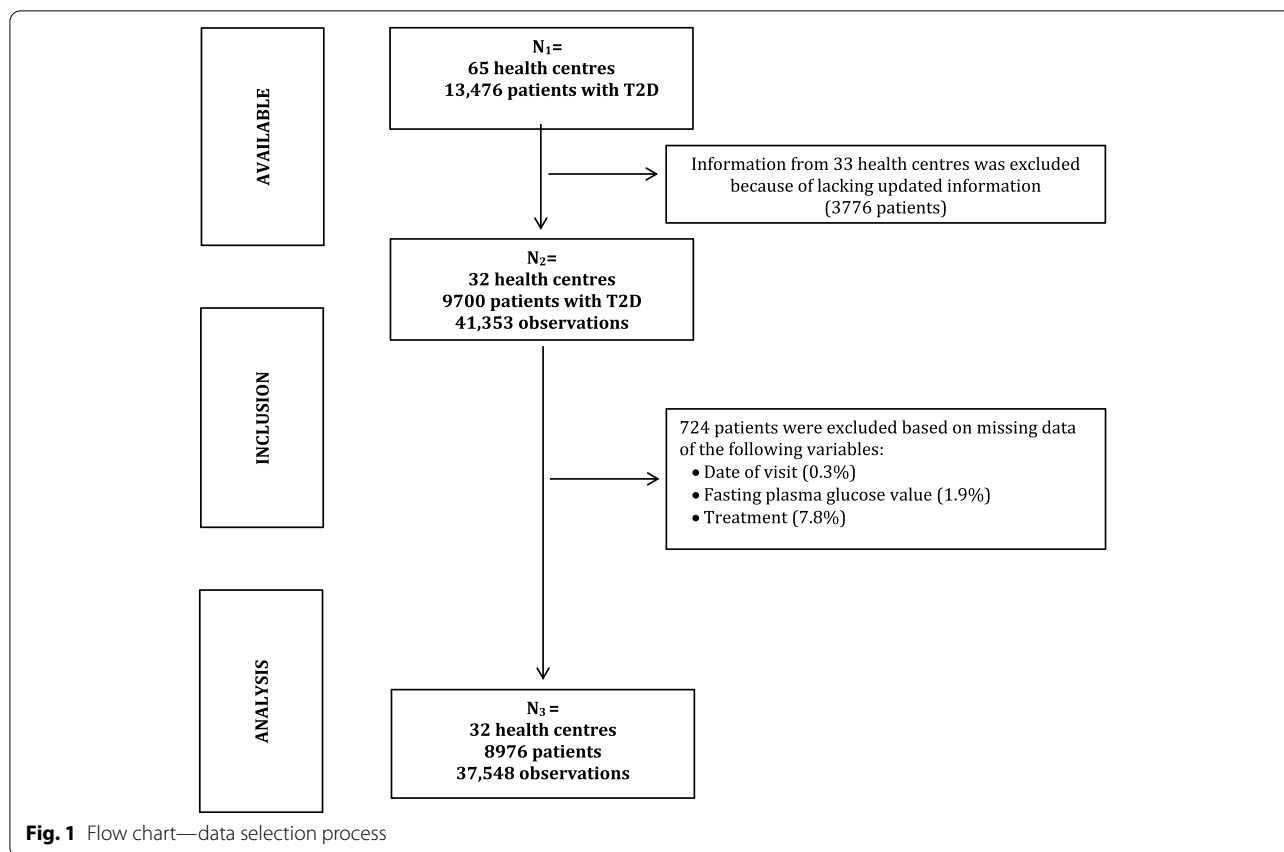 AVAILABLE
N₁=
65 health centres
13,476 patients with T2D
Information from 33 health centres was excluded
because of lacking updated information
(3776 patients)
INCLUSION
N₂=
32 health centres
9700 patients with T2D
41,353 observations
724 patients were excluded based on missing data
of the following variables:
• Date of visit (0.3%)
• Fasting plasma glucose value (1.9%)
• Treatment (7.8%)
ANALYSIS
N₃ =
32 health centres
8976 patients
37,548 observations
Fig. 1 Flow chart—data selection process